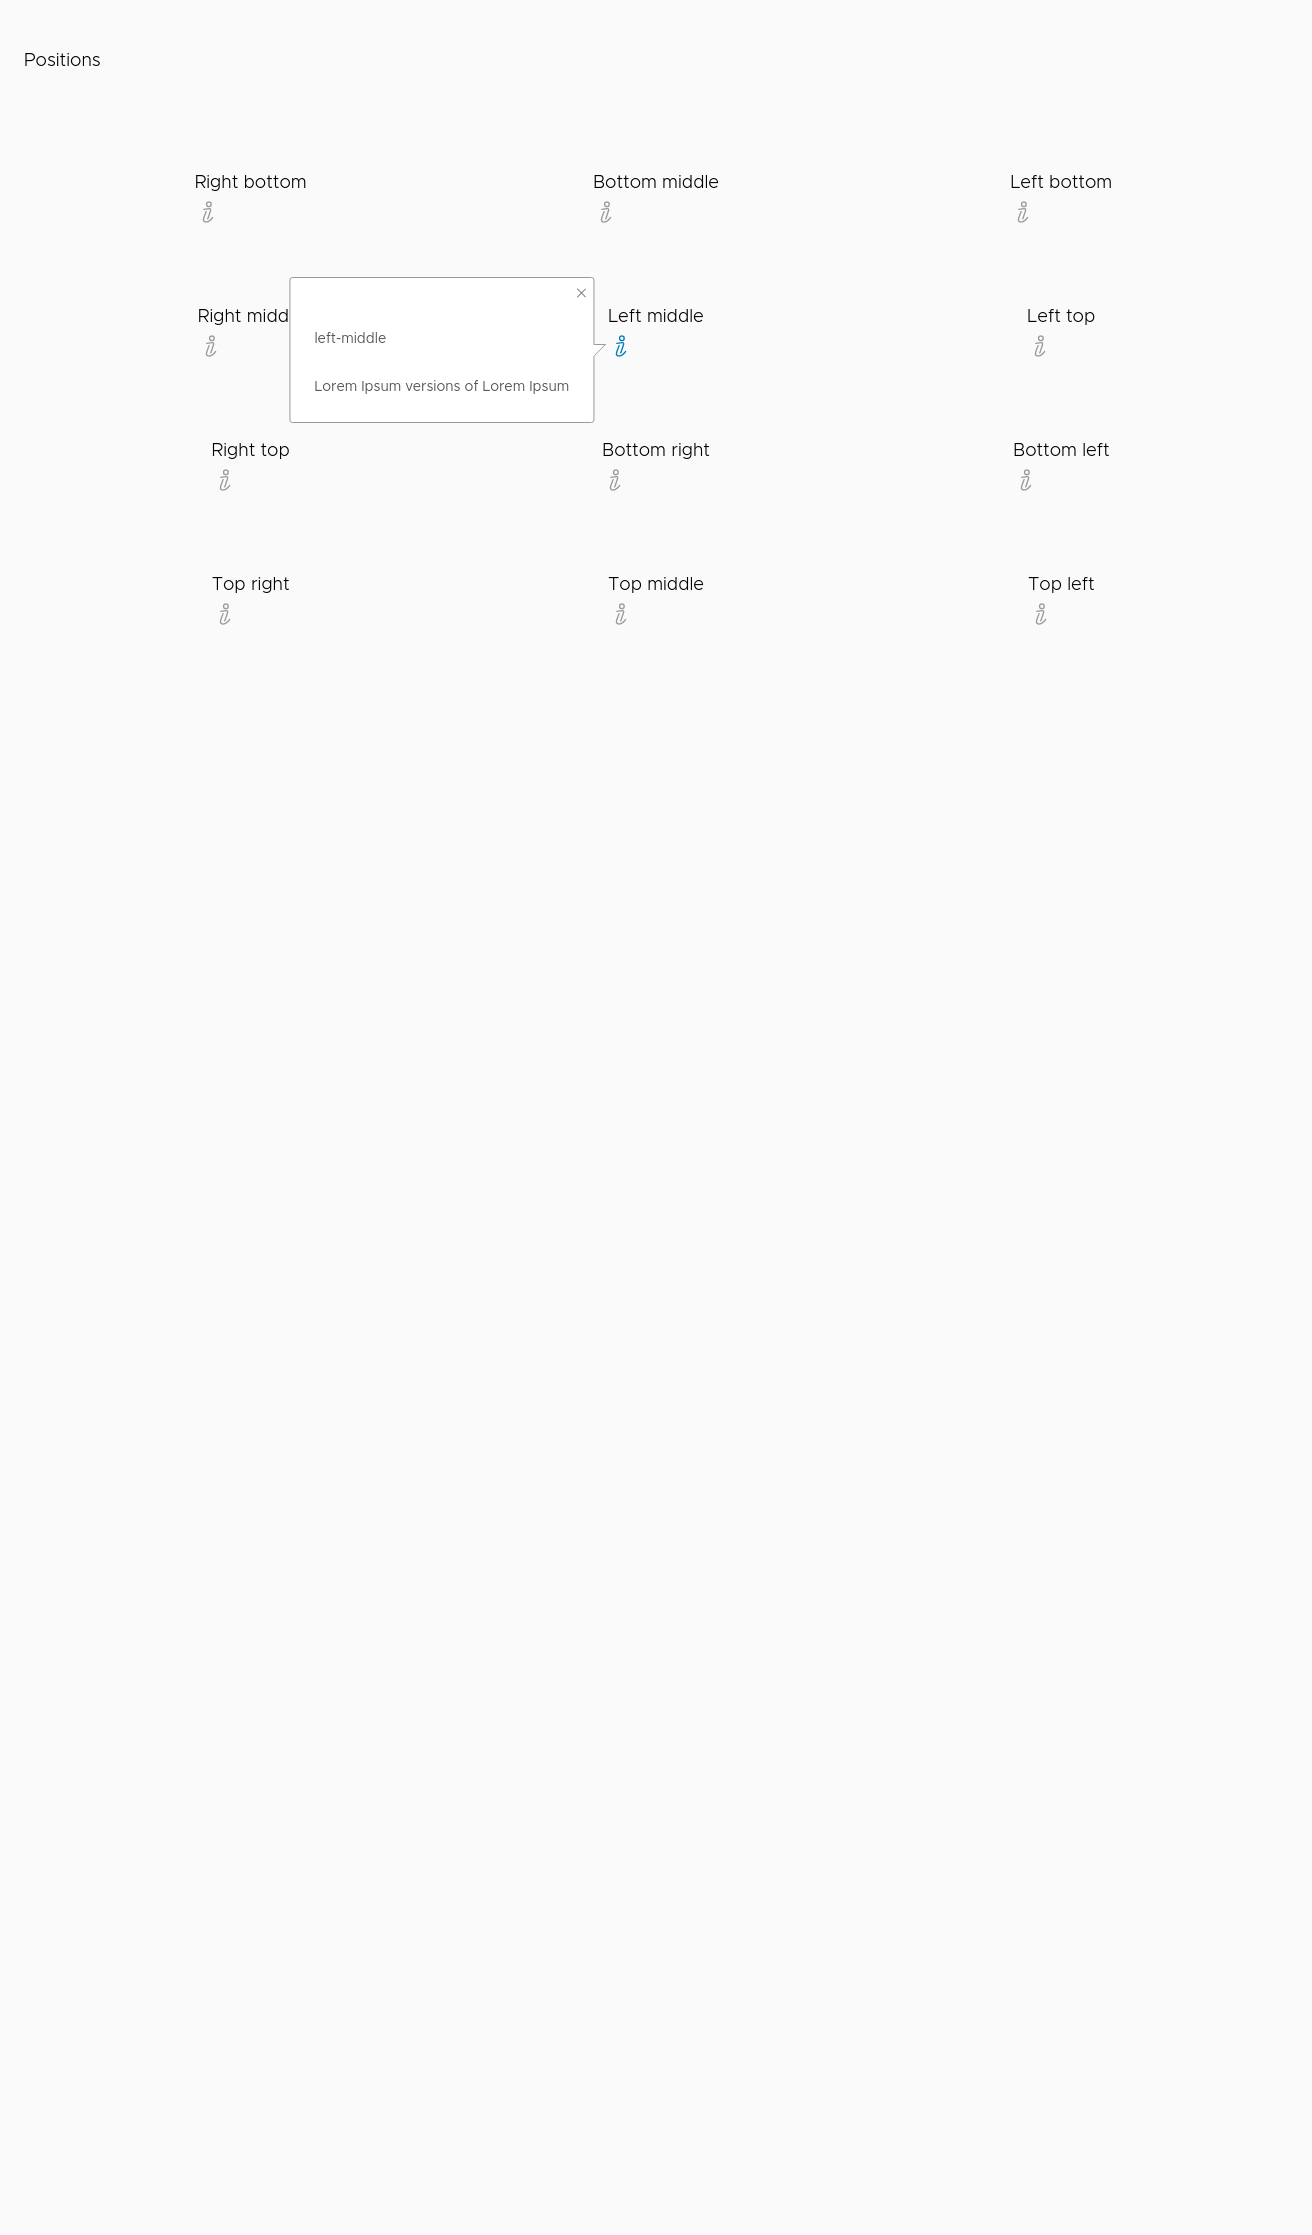 Positions
Right bottom
Bottom middle
Left bottom
Right midd
left-middle
Lorem Ipsum versions of Lorem Ipsum
Left middle
Left top
Right top
Bottom right
Bottom left
Top right
Top middle
Top left